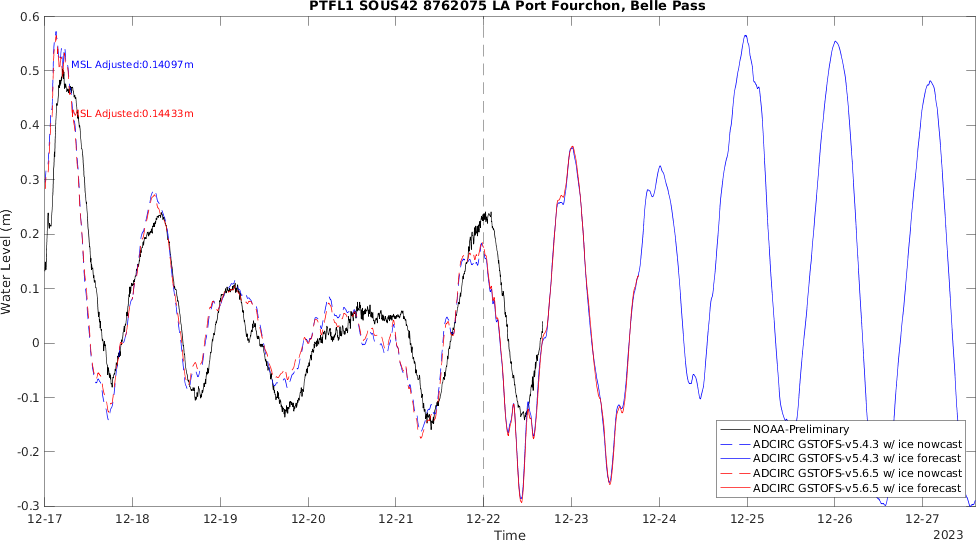 PTFL1 SOUS42 8762075 LA Port Fourchon, Belle Pass
0.6
0.5
0.4
0.3
0.2
0.1
0
-0.1
-0.2
-0.3
Water Level (m)
MSL Adjusted:0.14097m
MSL Adjusted:0.14433m
NOAA-Preliminary
ADCIRC GSTOFS-v5.4.3 w/ ice nowcast
ADCIRC GSTOFS-v5.4.3 w/ ice forecast
ADCIRC GSTOFS-v5.6.5 w/ ice nowcast
ADCIRC GSTOFS-v5.6.5 w/ ice forecast
12-17 12-18 12-19 12-20 12-21 12-22 12-23 12-24 12-25 12-26 12-27
Time
2023